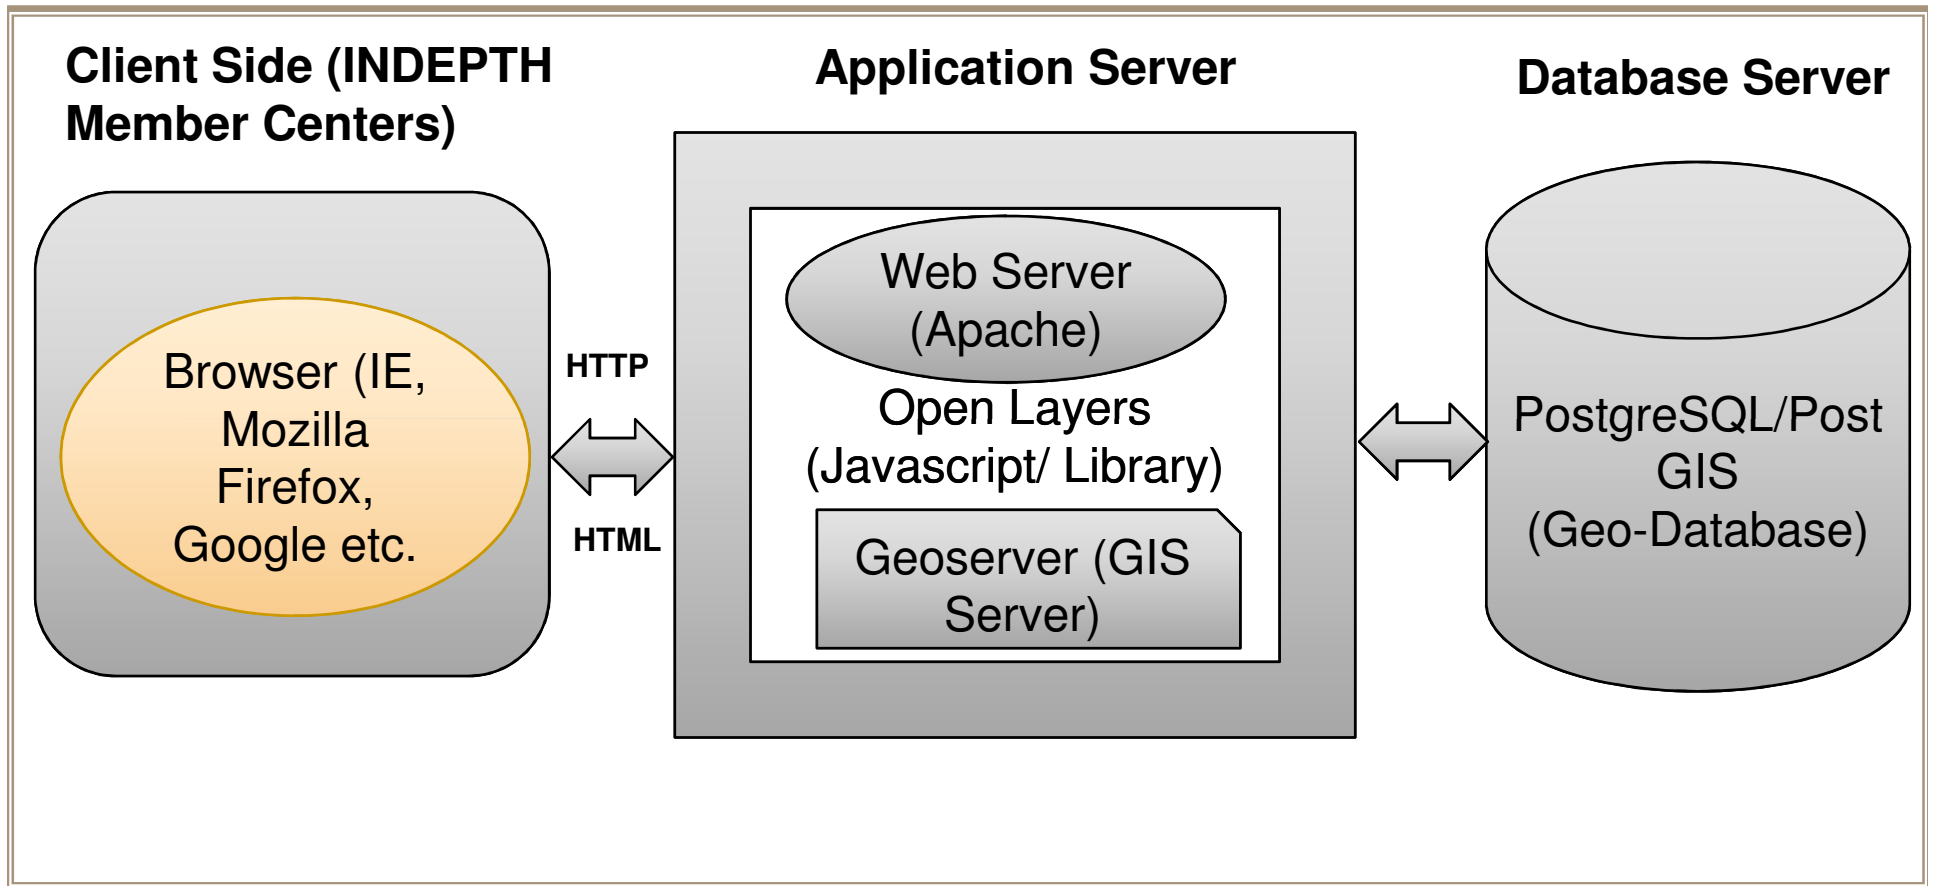 Client Side (INDEPTH
Member Centers)
Application Server
Database Server
Browser (IE,
Mozilla
Firefox,
Google etc.
HTTP
HTML
Web Server
(Apache)
Open Layers
(Javascript/ Library)
Geoserver (GIS
Server)
PostgreSQL/Post
GIS
(Geo-Database)